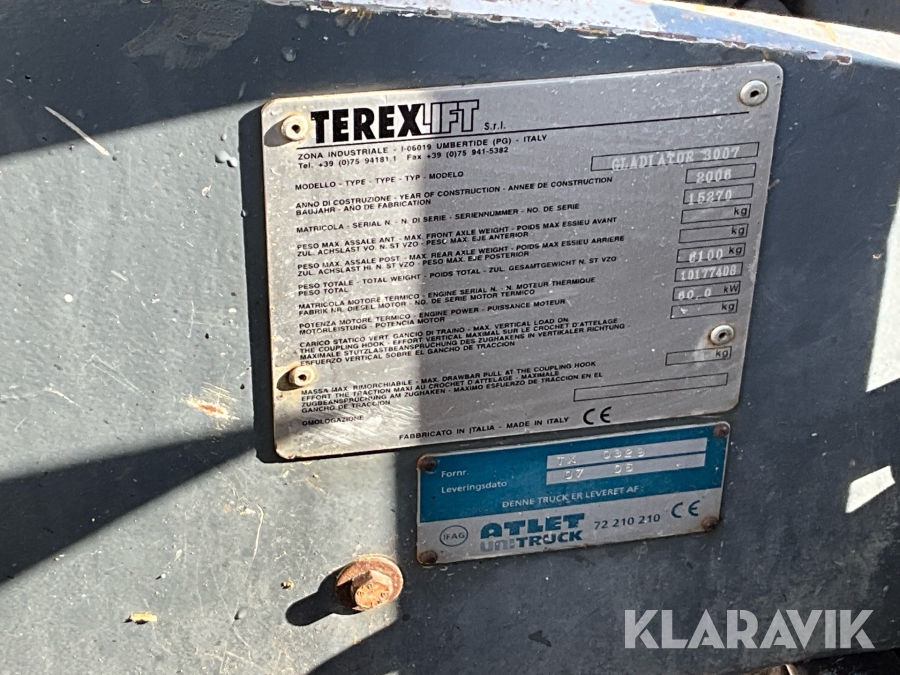 TEREXLIFT S.r.l.
ZONA INDUSTRIALE - I-06019 UMBERTIDE (PG) - ITALY
Tel. +39 (0)75 94181.1 Fax +39 (0)75 941-5382
MODELLO - TYPE - TYPE - TYP - MODELO GLADIATOR 3007
ANNO DI COSTRUZIONE - YEAR OF CONSTRUCTION - ANNEE DE CONSTRUCTION 2006
BAUJAHR - AÑO DE FABRICATION
MATRICOLA - SERIAL N. - N. DI SERIE - SERIENNUMMER - NO. DE SERIE 15270
PESO MAX. ASSALE ANT - MAX. FRONT AXLE WEIGHT - POIDS MAX ESSIEU AVANT kg
ZUL. ACHSLAST VO. N. ST VZO - PESO MAX. EJE ANTERIOR
PESO MAX. ASSALE POST - MAX. REAR AXLE WEIGHT - POIDS MAX ESSIEU ARRIERE kg
ZUL. ACHSLAST HI. N. ST VZO - PESO MAX. EJE POSTERIOR
PESO TOTALE - TOTAL WEIGHT - POIDS TOTAL - ZUL. GESAMTGEWICHT N. ST VZO 6100 kg
PESO TOTAL
MATRICOLA MOTORE TERMICO - ENGINE SERIAL N. - N. MOTEUR THERMIQUE 10177408
FABRIK NR. DIESEL MOTOR - NO. DE SERIE MOTOR TERMICO
POTENZA MOTORE TERMICO - ENGINE POWER - PUISSANCE MOTEUR 60.0 kW
MOTORLEISTUNG - POTENCIA MOTOR
CARICO STATICO VERT. GANCIO DI TRAINO - MAX. VERTICAL LOAD ON kg
THE COUPLING HOOK - EFFORT VERTICAL MAXIMAL SUR LE CROCHET D'ATTELAGE
MAXIMALE STUTZLASTBEANSPRUCHUNG DES ZUGHAKENS IN VERTIKALER RICHTUNG -
ESFUERZO VERTICAL SOBRE EL GANCHO DE TRACCION
MASSA MAX. RIMORCHIABILE - MAX. DRAWBAR PULL AT THE COUPLING HOOK kg
EFFORT THE TRACTION MAXI AU CROCHET D'ATTELAGE - MAXIMALE
ZUGBEANSPRUCHUNG AM ZUGHAKEN - MAXIMO ESFUERZO DE TRACCION EN EL
GANCHO DE TRACCION
OMOLOGAZIONE
FABBRICATO IN ITALIA - MADE IN ITALY CE
Fornr. TX 0323
Leveringsdato 07 06
DENNE TRUCK ER LEVERET AF:
IFAG ATLET UNITRUCK 72 210 210 CE
KLARAVIK